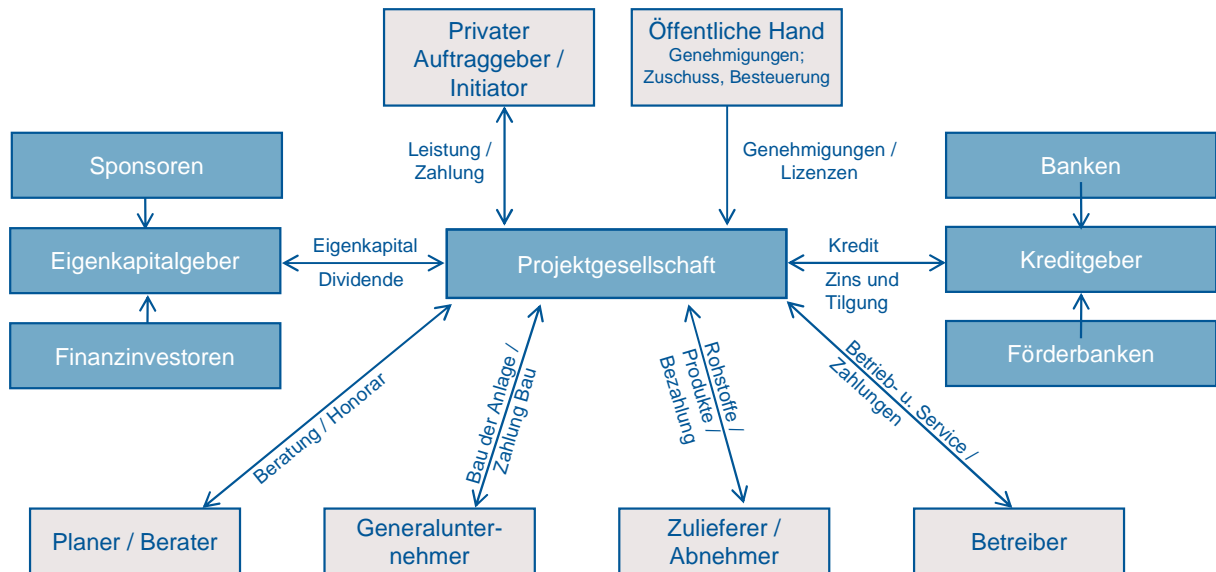 Privater
Auftraggeber /
Initiator
Öffentliche Hand
Genehmigungen;
Zuschuss, Besteuerung
Sponsoren
Leistung /
Zahlung
Genehmigungen /
Lizenzen
Banken
Eigenkapitalgeber
Eigenkapital
Dividende
Projektgesellschaft
Kredit
Zins und
Tilgung
Kreditgeber
Finanzinvestoren
Förderbanken
Beratung / Honorar
Bau der Anlage /
Zahlung Bau
Rohstoffe /
Produkte /
Bezahlung
Betrieb- u. Service /
Zahlungen
Planer / Berater
Generalunter-
nehmer
Zulieferer /
Abnehmer
Betreiber